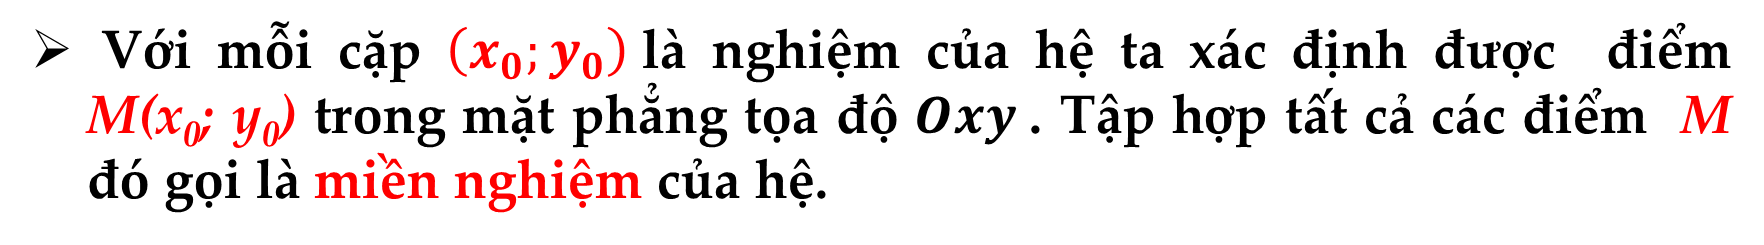 ➢ Với mỗi cặp (x₀; y₀) là nghiệm của hệ ta xác định được điểm
M(x₀; y₀) trong mặt phẳng tọa độ Oxy . Tập hợp tất cả các điểm M
đó gọi là miền nghiệm của hệ.